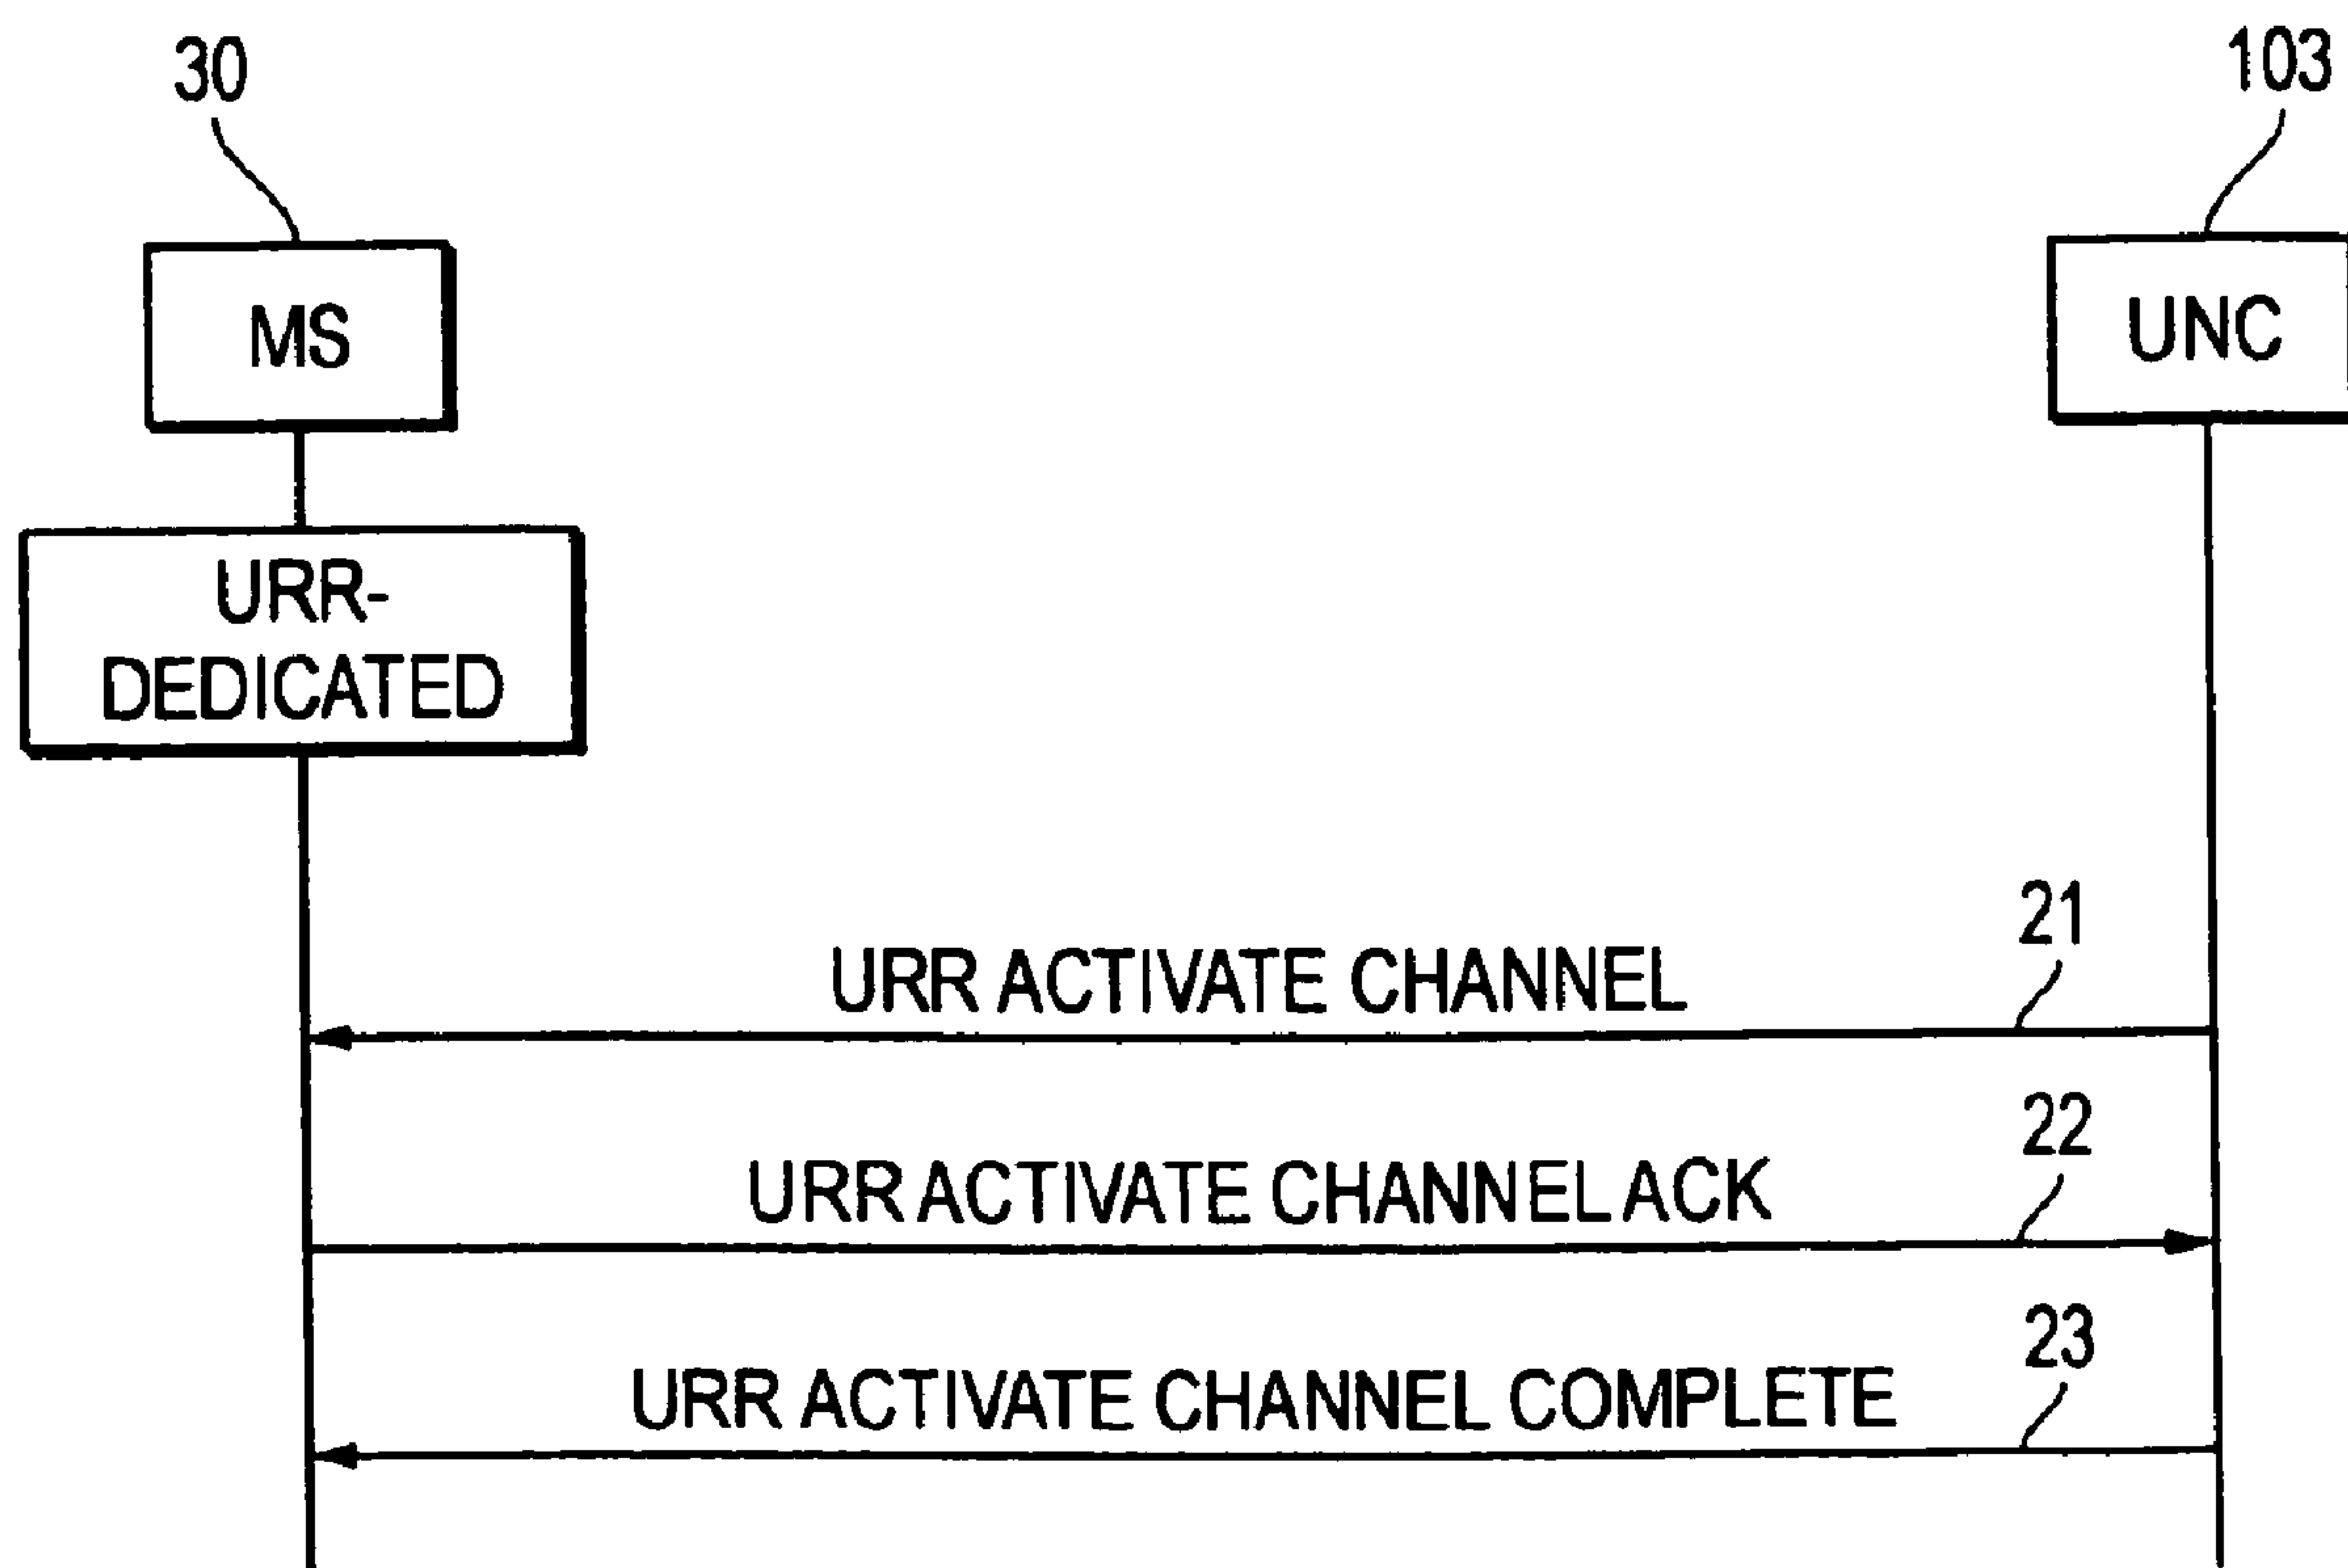 30
103
MS
UNC
URR-
DEDICATED
21
URR ACTIVATE CHANNEL
22
URR ACTIVATE CHANNEL ACK
23
URR ACTIVATE CHANNEL COMPLETE